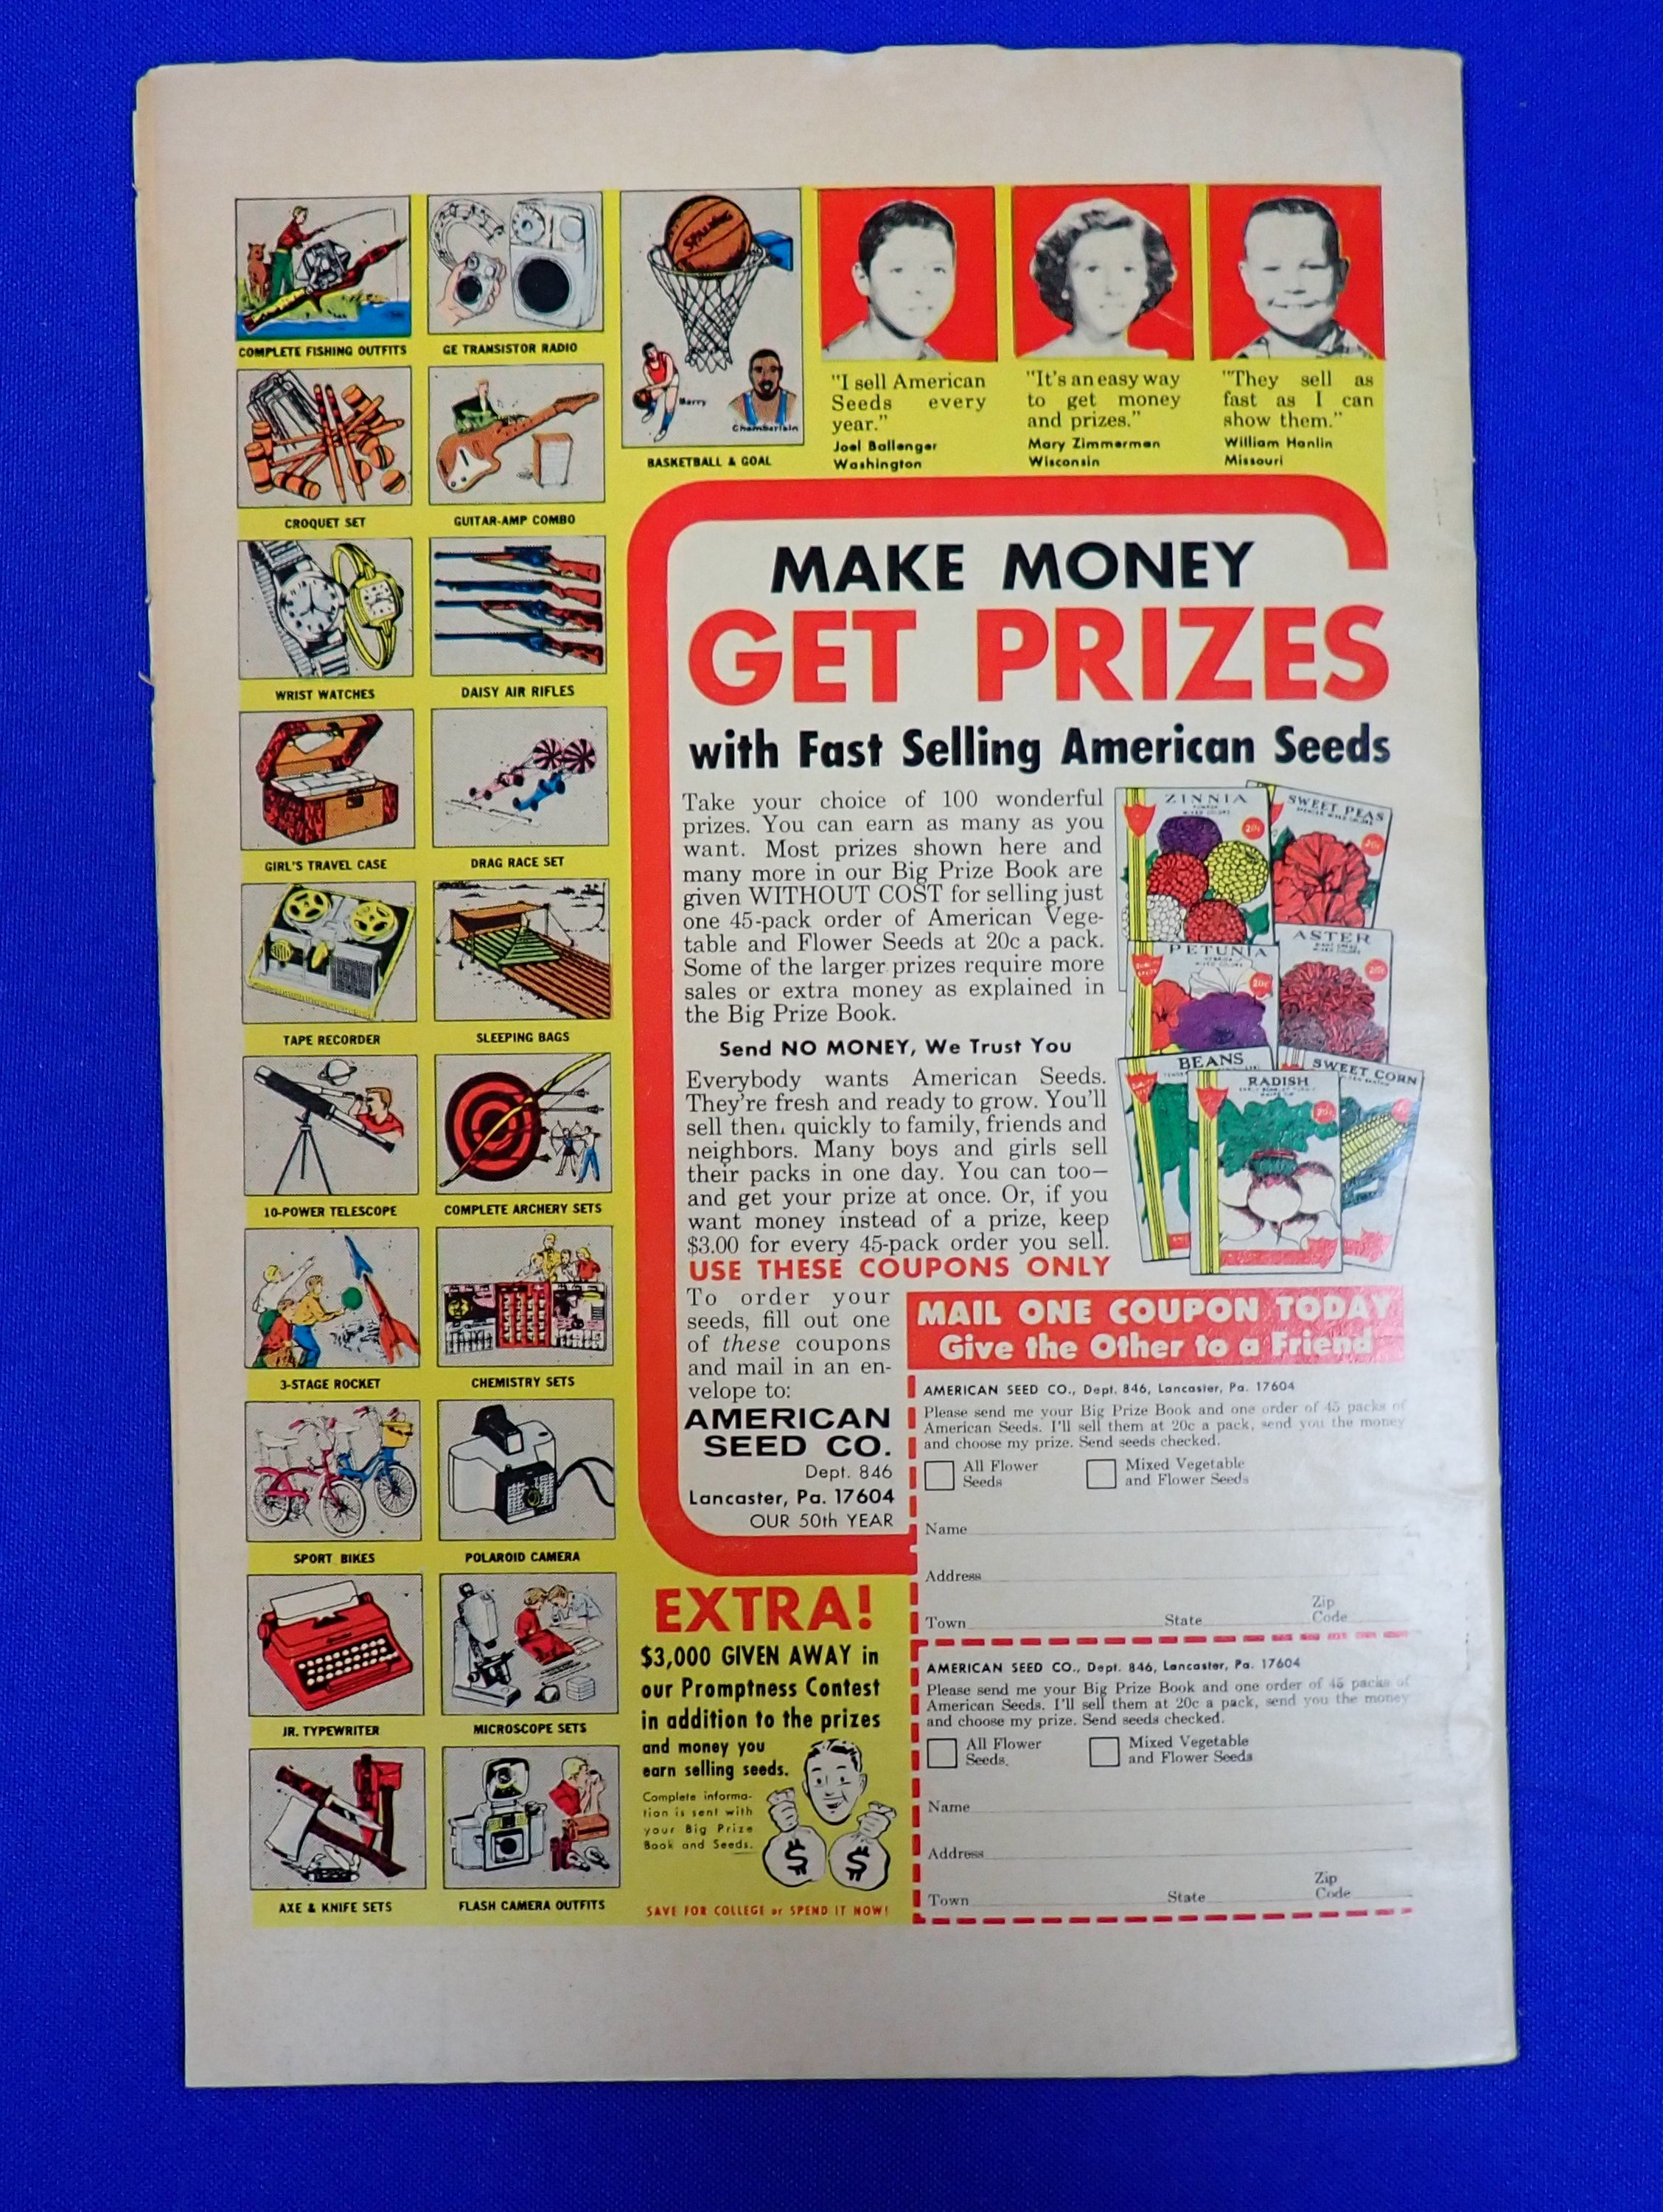 COMPLETE FISHING OUTFITS
GE TRANSISTOR RADIO
SPALDING
Barry
Chamberlain
BASKETBALL & GOAL
CROQUET SET
GUITAR-AMP COMBO
WRIST WATCHES
DAISY AIR RIFLES
GIRL'S TRAVEL CASE
DRAG RACE SET
TAPE RECORDER
SLEEPING BAGS
10-POWER TELESCOPE
COMPLETE ARCHERY SETS
3-STAGE ROCKET
CHEMISTRY SETS
SPORT BIKES
POLAROID CAMERA
JR. TYPEWRITER
MICROSCOPE SETS
AXE & KNIFE SETS
FLASH CAMERA OUTFITS
"I sell American
Seeds every
year."
Joel Ballenger
Washington
"It's an easy way
to get money
and prizes."
Mary Zimmerman
Wisconsin
"They sell as
fast as I can
show them."
William Hanlin
Missouri
MAKE MONEY
GET PRIZES
with Fast Selling American Seeds
Take your choice of 100 wonderful
prizes. You can earn as many as you
want. Most prizes shown here and
many more in our Big Prize Book are
given WITHOUT COST for selling just
one 45-pack order of American Vege-
table and Flower Seeds at 20c a pack.
Some of the larger prizes require more
sales or extra money as explained in
the Big Prize Book.
Send NO MONEY, We Trust You
Everybody wants American Seeds.
They're fresh and ready to grow. You'll
sell them quickly to family, friends and
neighbors. Many boys and girls sell
their packs in one day. You can too—
and get your prize at once. Or, if you
want money instead of a prize, keep
$3.00 for every 45-pack order you sell.
USE THESE COUPONS ONLY
To order your
seeds, fill out one
of these coupons
and mail in an en-
velope to:
AMERICAN
SEED CO.
Dept. 846
Lancaster, Pa. 17604
OUR 50th YEAR
ZINNIA
MIXED COLORS
20c
SWEET PEAS
MIXED COLORS
20c
PETUNIA
MIXED COLORS
20c
ASTER
MIXED COLORS
20c
BEANS
RADISH
20c
SWEET CORN
MAIL ONE COUPON TODAY
Give the Other to a Friend
AMERICAN SEED CO., Dept. 846, Lancaster, Pa. 17604
Please send me your Big Prize Book and one order of 45 packs of
American Seeds. I'll sell them at 20c a pack, send you the money
and choose my prize. Send seeds checked.
All Flower
Seeds
Mixed Vegetable
and Flower Seeds
Name
Address
Town State Zip Code
AMERICAN SEED CO., Dept. 846, Lancaster, Pa. 17604
Please send me your Big Prize Book and one order of 45 packs of
American Seeds. I'll sell them at 20c a pack, send you the money
and choose my prize. Send seeds checked.
All Flower
Seeds.
Mixed Vegetable
and Flower Seeds
Name
Address
Town State Zip Code
EXTRA!
$3,000 GIVEN AWAY in
our Promptness Contest
in addition to the prizes
and money you
earn selling seeds.
Complete informa-
tion is sent with
your Big Prize
Book and Seeds.
$ $
SAVE FOR COLLEGE or SPEND IT NOW!